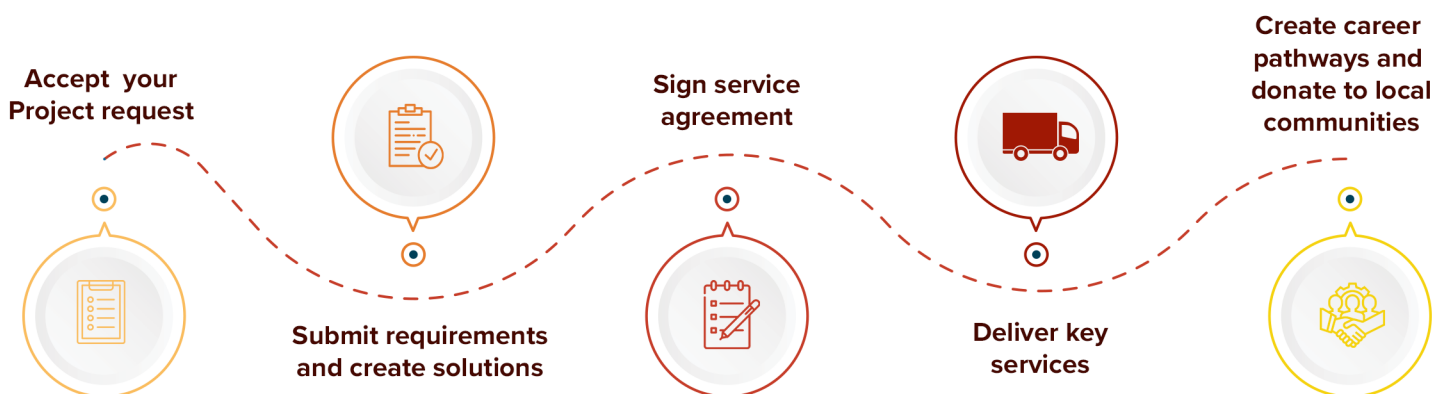 Accept your
Project request
Submit requirements
and create solutions
Sign service
agreement
Deliver key
services
Create career
pathways and
donate to local
communities